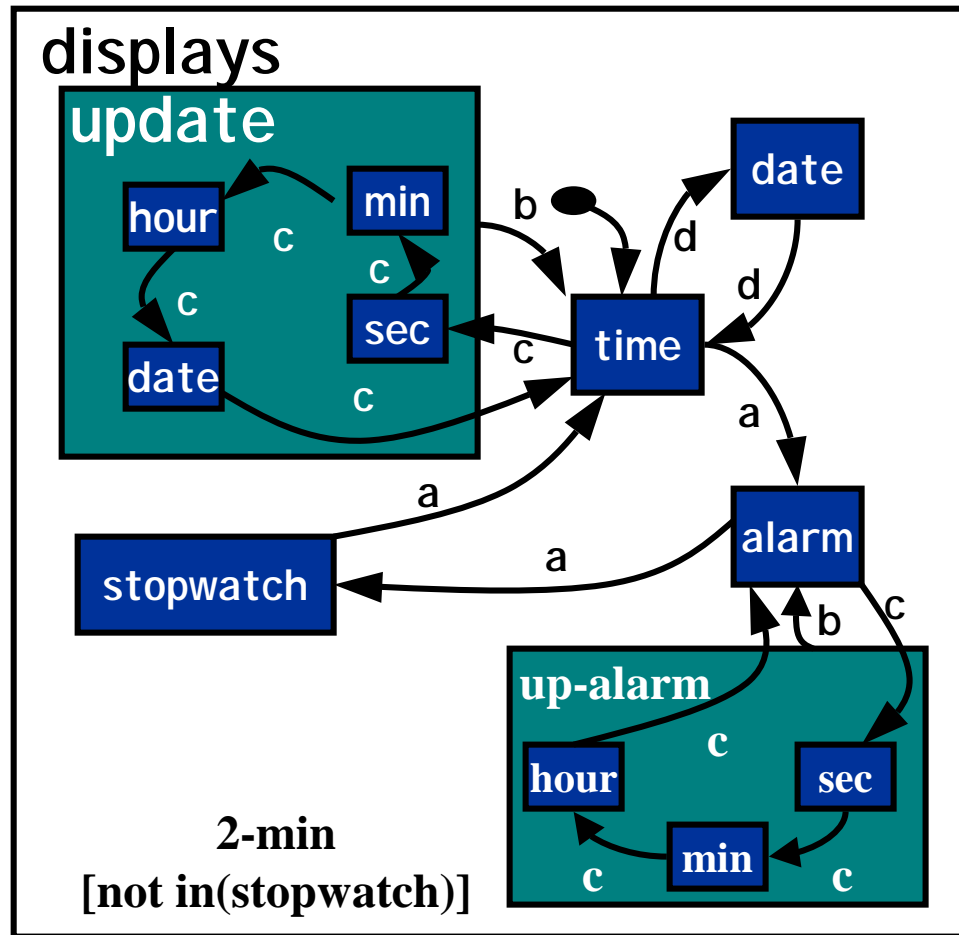 displays
update
hour
min
c
c
c
sec
date
c
b
d
date
d
time
c
a
a
stopwatch
a
alarm
c
b
up-alarm
c
hour
sec
min
c
c
2-min
[not in(stopwatch)]